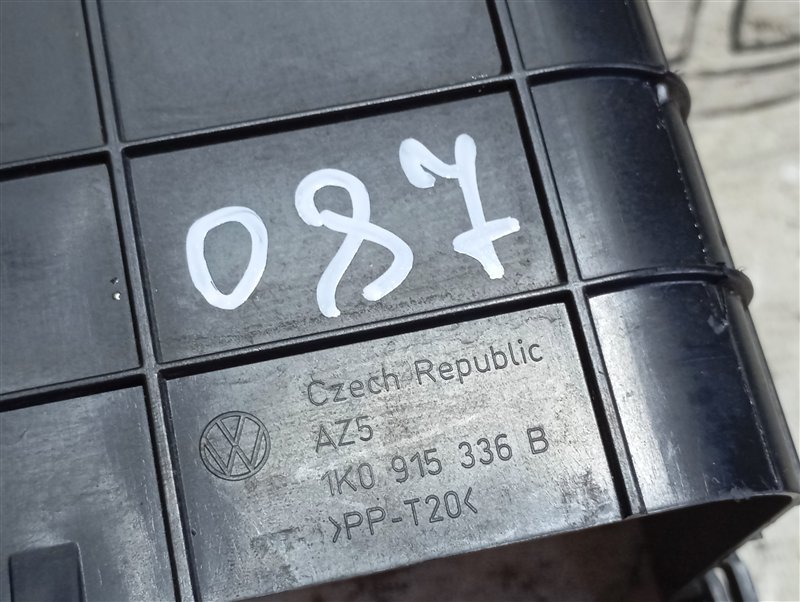 087
Czech Republic
AZ5
1K0 915 336 B
>PP-T20<